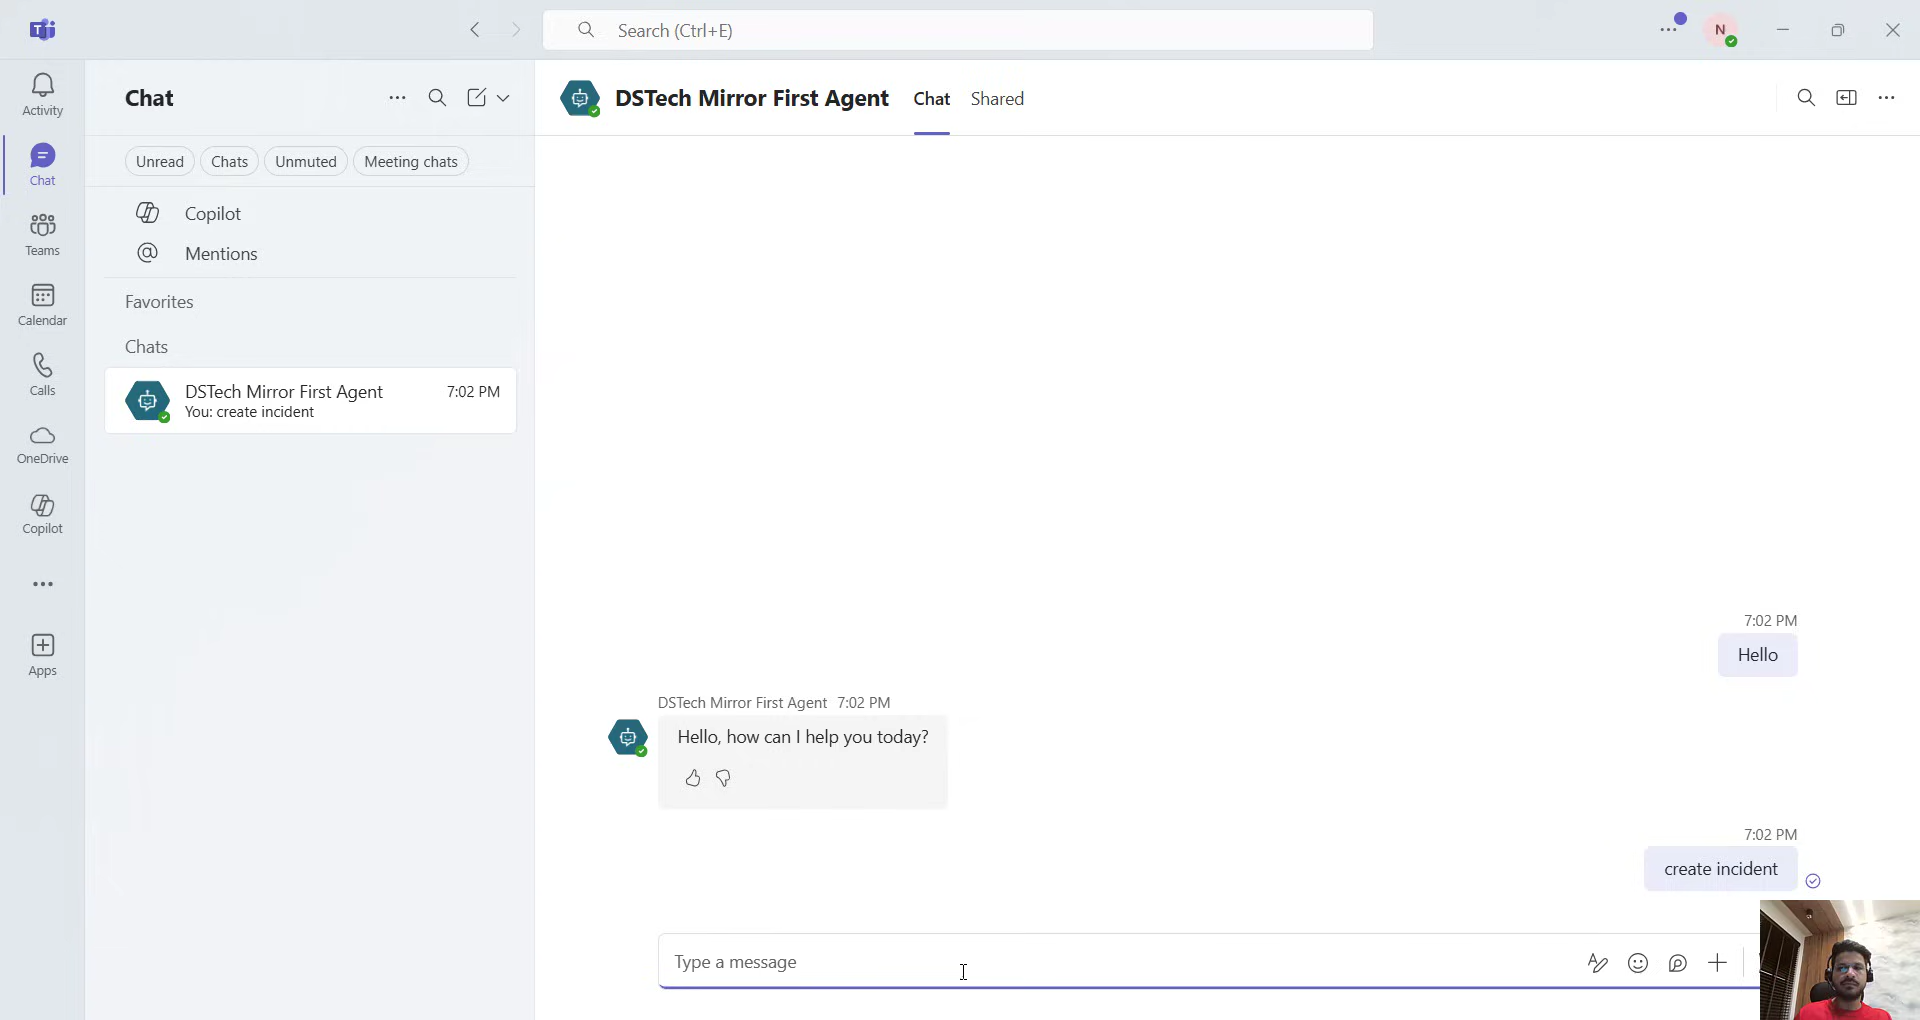 Search (Ctrl+E)
N
Activity
Chat
Teams
Calendar
Calls
OneDrive
Copilot
Apps
Chat
Unread
Chats
Unmuted
Meeting chats
Copilot
Mentions
Favorites
Chats
DSTech Mirror First Agent 7:02 PM
You: create incident
DSTech Mirror First Agent Chat Shared
7:02 PM
Hello
DSTech Mirror First Agent 7:02 PM
Hello, how can I help you today?
7:02 PM
create incident
Type a message